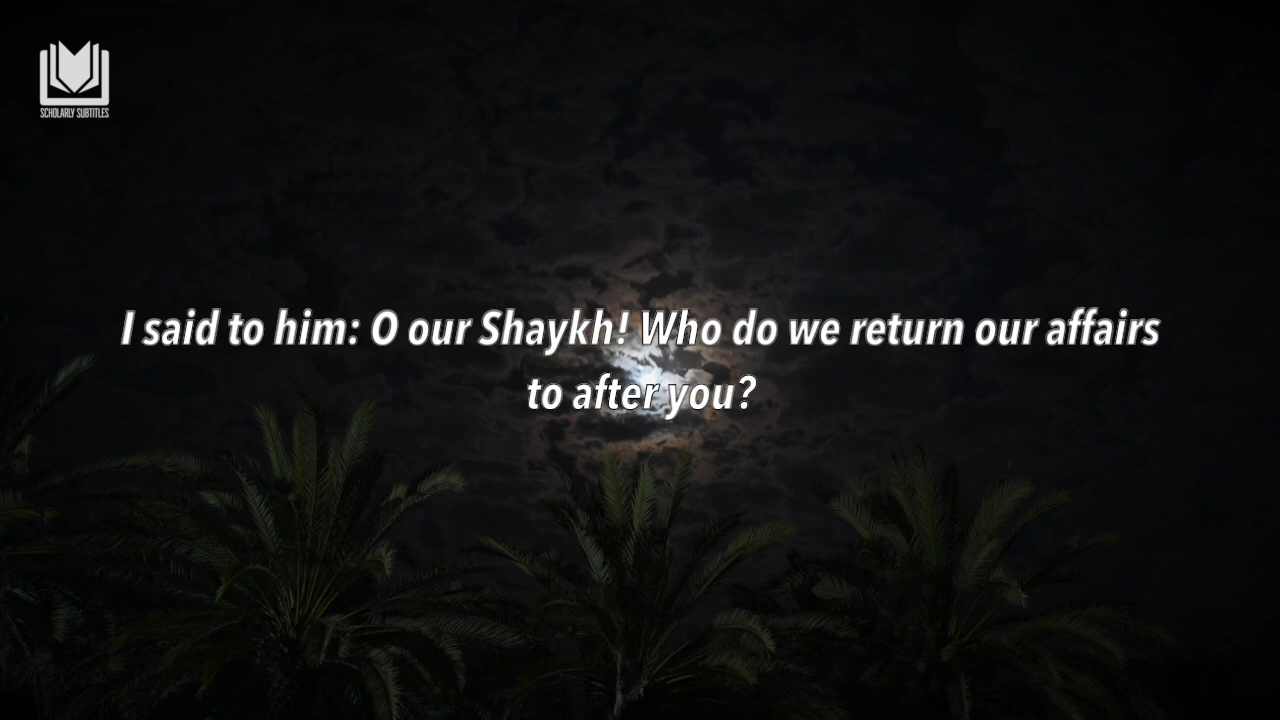 SCHOLARLY SUBTITLES
I said to him: O our Shaykh! Who do we return our affairs
to after you?